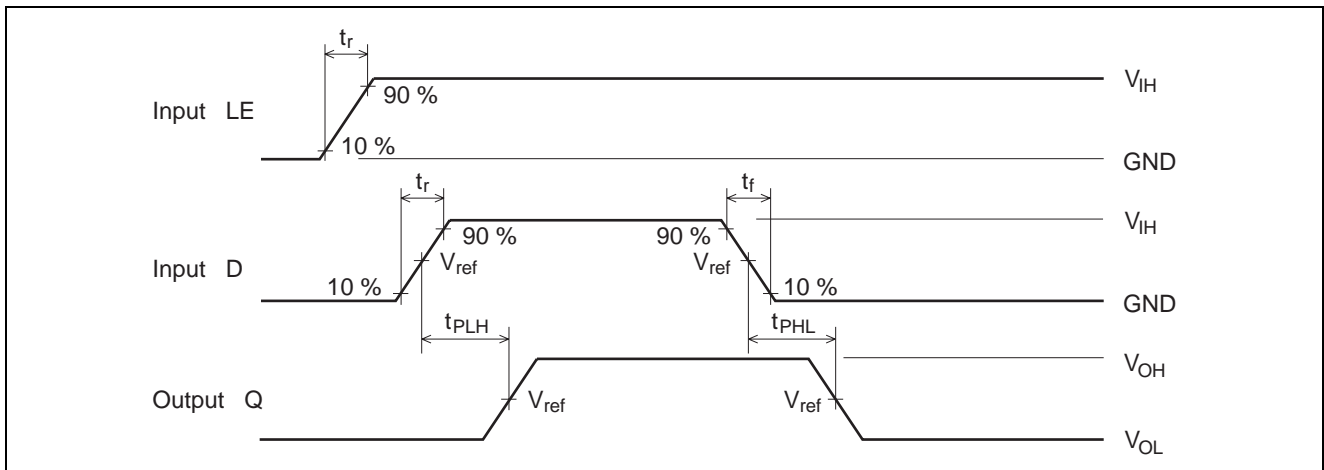 tr
VIH
Input LE
90 %
10 %
GND
tr
tf
VIH
90 %
90 %
Input D
Vref
Vref
10 %
10 %
GND
tPLH
tPHL
VOH
Output Q
Vref
Vref
VOL